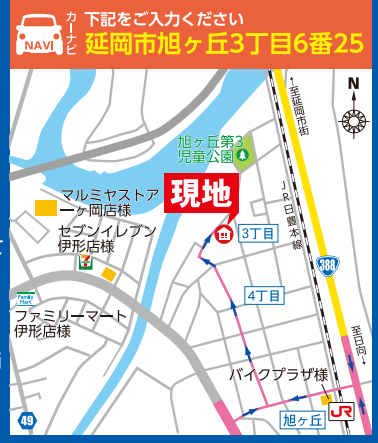 カーナビ
NAVI
下記をご入力ください
延岡市旭ヶ丘3丁目6番25
N
←至延岡市街
旭ヶ丘第3
児童公園
マルミヤストア
一ヶ岡店様
現地
JR日豊本線
セブンイレブン
伊形店様
3丁目
388
4丁目
FamilyMart
ファミリーマート
伊形店様
至日向→
バイクプラザ様
49
旭ヶ丘
JR